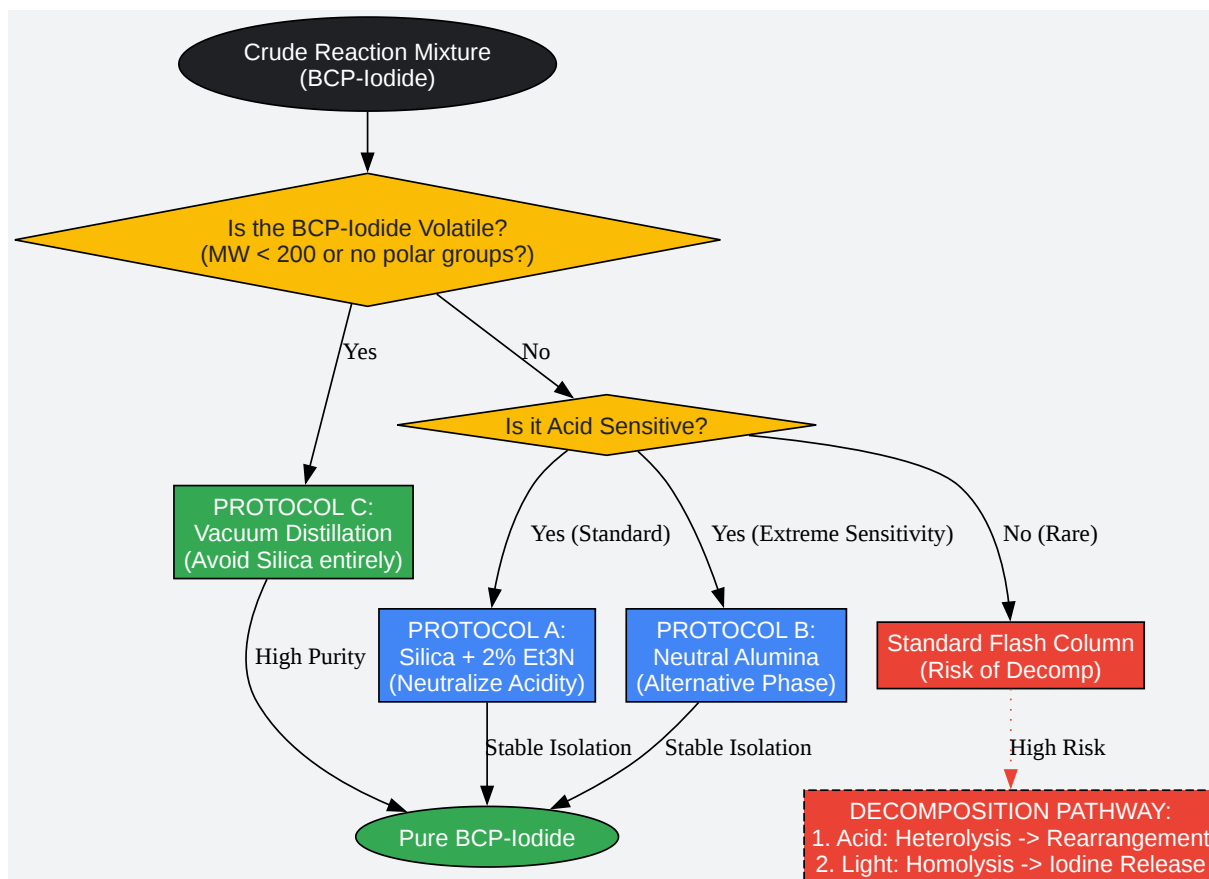 Crude Reaction Mixture
(BCP-Iodide)
Is the BCP-Iodide Volatile?
(MW < 200 or no polar groups?)
Yes
No
Is it Acid Sensitive?
Yes (Standard)
Yes (Extreme Sensitivity)
No (Rare)
PROTOCOL C:
Vacuum Distillation
(Avoid Silica entirely)
PROTOCOL A:
Silica + 2% Et3N
(Neutralize Acidity)
PROTOCOL B:
Neutral Alumina
(Alternative Phase)
Standard Flash Column
(Risk of Decomp)
High Purity
Stable Isolation
Stable Isolation
High Risk
Pure BCP-Iodide
DECOMPOSITION PATHWAY:
1. Acid: Heterolysis -> Rearrangement
2. Light: Homolysis -> Iodine Release